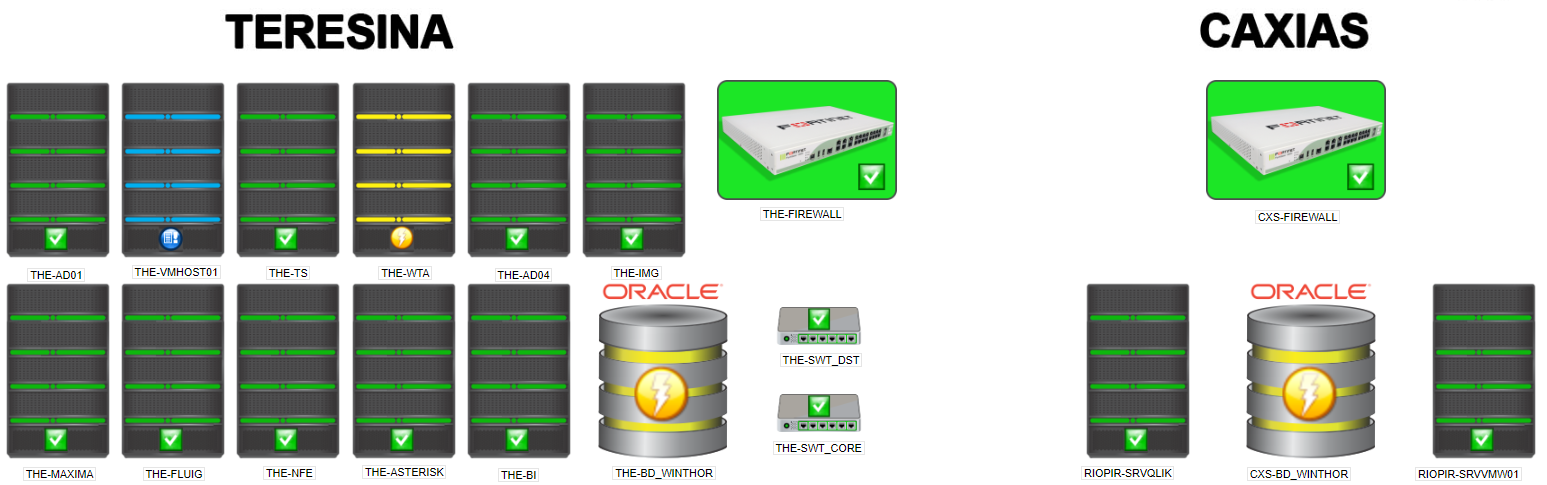 TERESINA
CAXIAS
FORTINET
FORTINET
THE-FIREWALL
CXS-FIREWALL
THE-AD01
THE-VMHOST01
THE-TS
THE-WTA
THE-AD04
THE-IMG
ORACLE
ORACLE
THE-SWT_DST
THE-SWT_CORE
THE-MAXIMA
THE-FLUIG
THE-NFE
THE-ASTERISK
THE-BI
THE-BD_WINTHOR
RIOPIR-SRVQLIK
CXS-BD_WINTHOR
RIOPIR-SRVVMW01